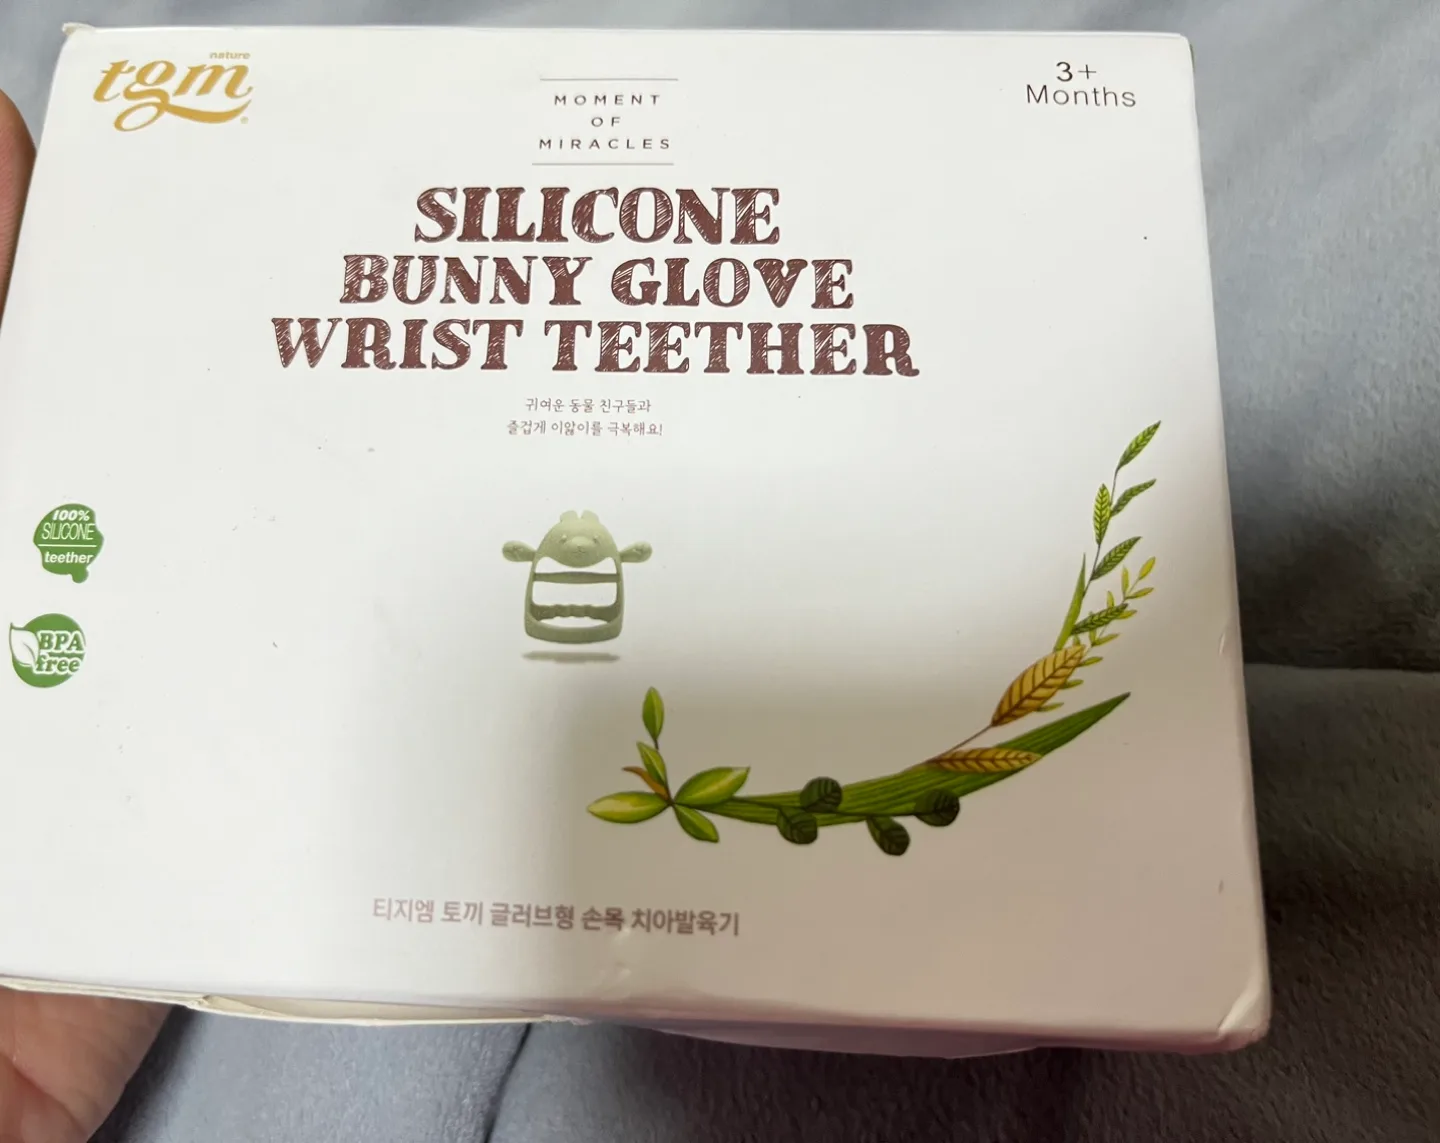 nature
tgm
MOMENT
OF
MIRACLES
3+
Months
SILICONE
BUNNY GLOVE
WRIST TEETHER
귀여운 동물 친구들과
즐겁게 이앓이를 극복해요!
100%
SILICONE
teether
BPA
free
티지엠 토끼 글러브형 손목 치아발육기